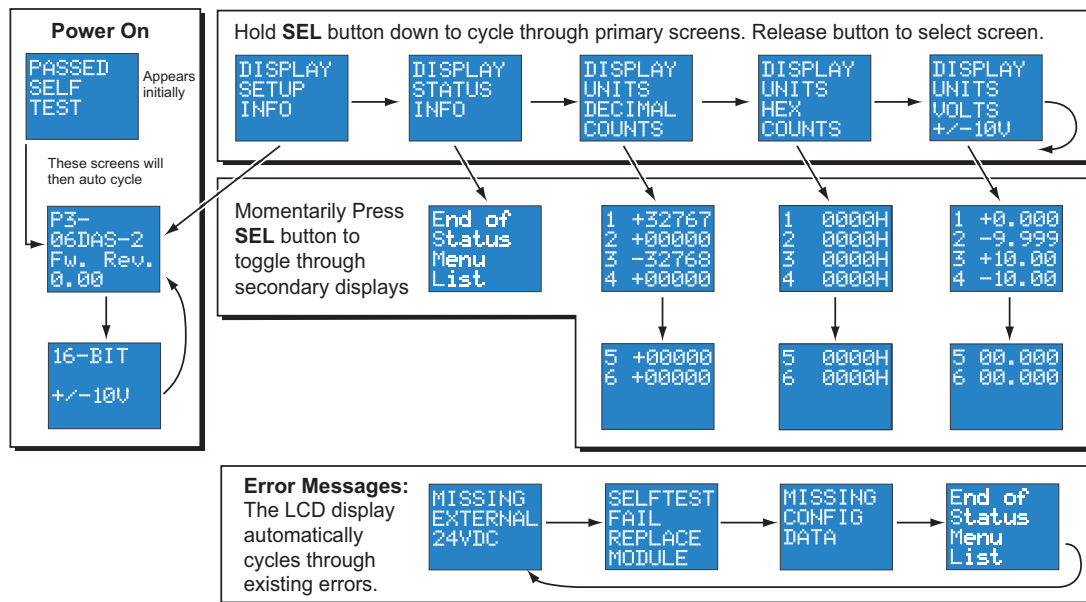 Power On
PASSED
SELF
TEST
Appears
initially
These screens will
then auto cycle
P3-
06DAS-2
Fw. Rev.
0.00
16-BIT
+/-10V
Hold SEL button down to cycle through primary screens. Release button to select screen.
DISPLAY
SETUP
INFO
DISPLAY
STATUS
INFO
DISPLAY
UNITS
DECIMAL
COUNTS
DISPLAY
UNITS
HEX
COUNTS
DISPLAY
UNITS
VOLTS
+/-10V
Momentarily Press
SEL button to
toggle through
secondary displays
End of
Status
Menu
List
1 +32767
2 +00000
3 -32768
4 +00000
1 0000H
2 0000H
3 0000H
4 0000H
1 +0.000
2 -9.999
3 +10.00
4 -10.00
5 +00000
6 +00000
5 0000H
6 0000H
5 00.000
6 00.000
Error Messages:
The LCD display
automatically
cycles through
existing errors.
MISSING
EXTERNAL
24VDC
SELFTEST
FAIL
REPLACE
MODULE
MISSING
CONFIG
DATA
End of
Status
Menu
List